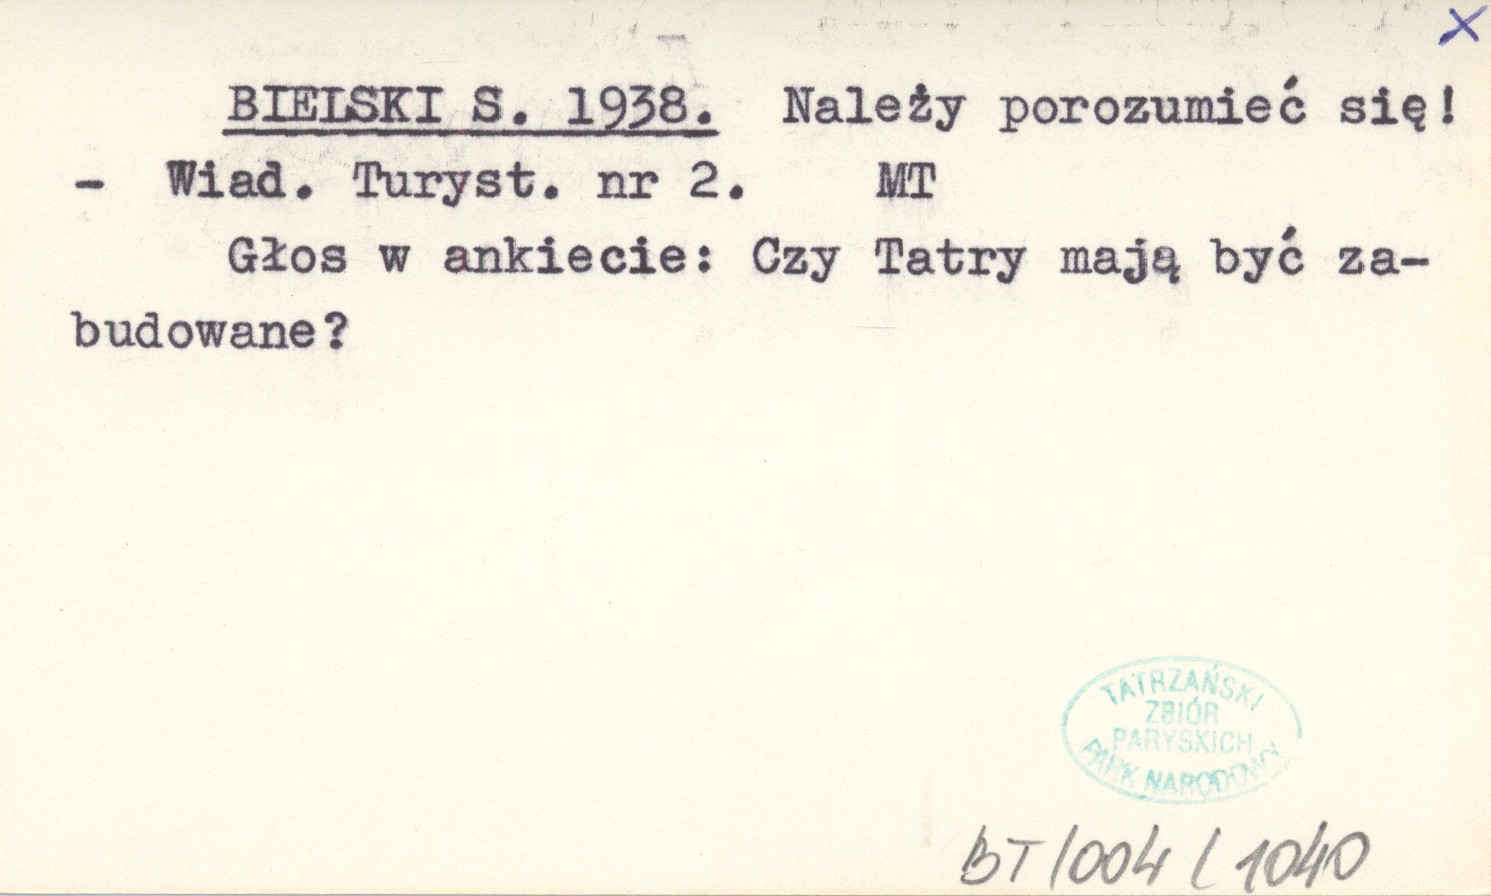 X
BIELSKI S. 1938. Należy porozumieć się!
- Wiad. Turyst. nr 2. MT
Głos w ankiecie: Czy Tatry mają być za-
budowane?
TATRZAŃSKI
ZBIÓR
PARYSKICH
PARK NARODOWY
BT/004/1040